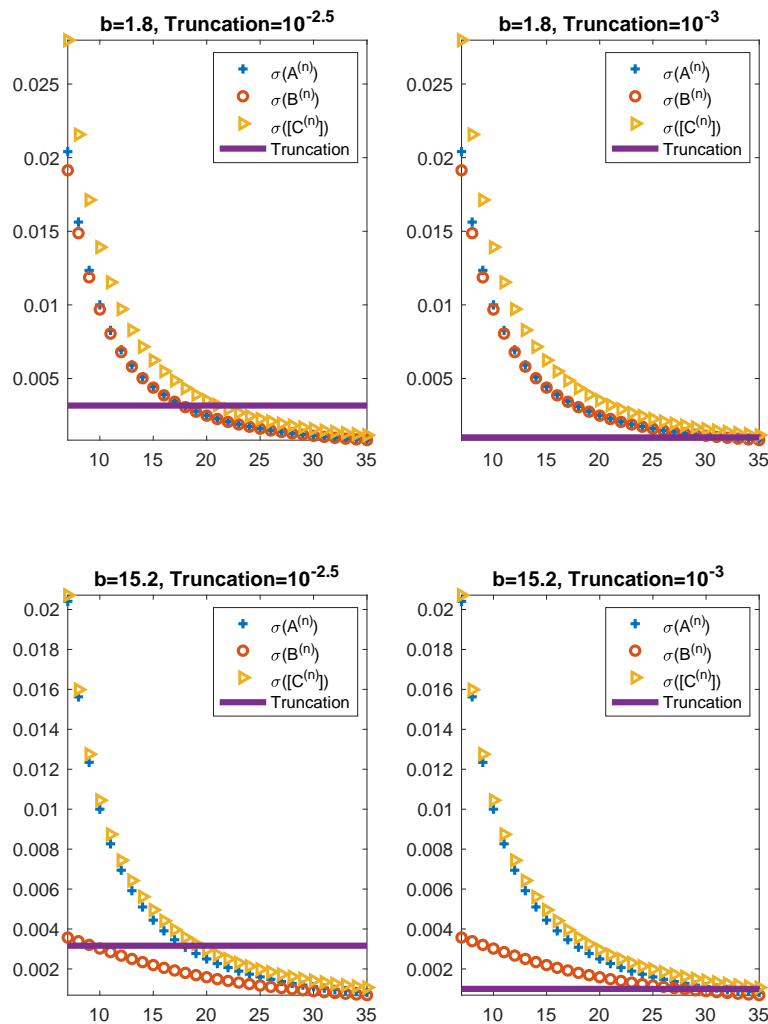 b=1.8, Truncation=10^-2.5
0.025
0.02
0.015
0.01
0.005
10 15 20 25 30 35
σ(A^(n))
σ(B^(n))
σ([C^(n)])
Truncation
b=1.8, Truncation=10^-3
0.025
0.02
0.015
0.01
0.005
10 15 20 25 30 35
σ(A^(n))
σ(B^(n))
σ([C^(n)])
Truncation
b=15.2, Truncation=10^-2.5
0.02
0.018
0.016
0.014
0.012
0.01
0.008
0.006
0.004
0.002
10 15 20 25 30 35
σ(A^(n))
σ(B^(n))
σ([C^(n)])
Truncation
b=15.2, Truncation=10^-3
0.02
0.018
0.016
0.014
0.012
0.01
0.008
0.006
0.004
0.002
10 15 20 25 30 35
σ(A^(n))
σ(B^(n))
σ([C^(n)])
Truncation